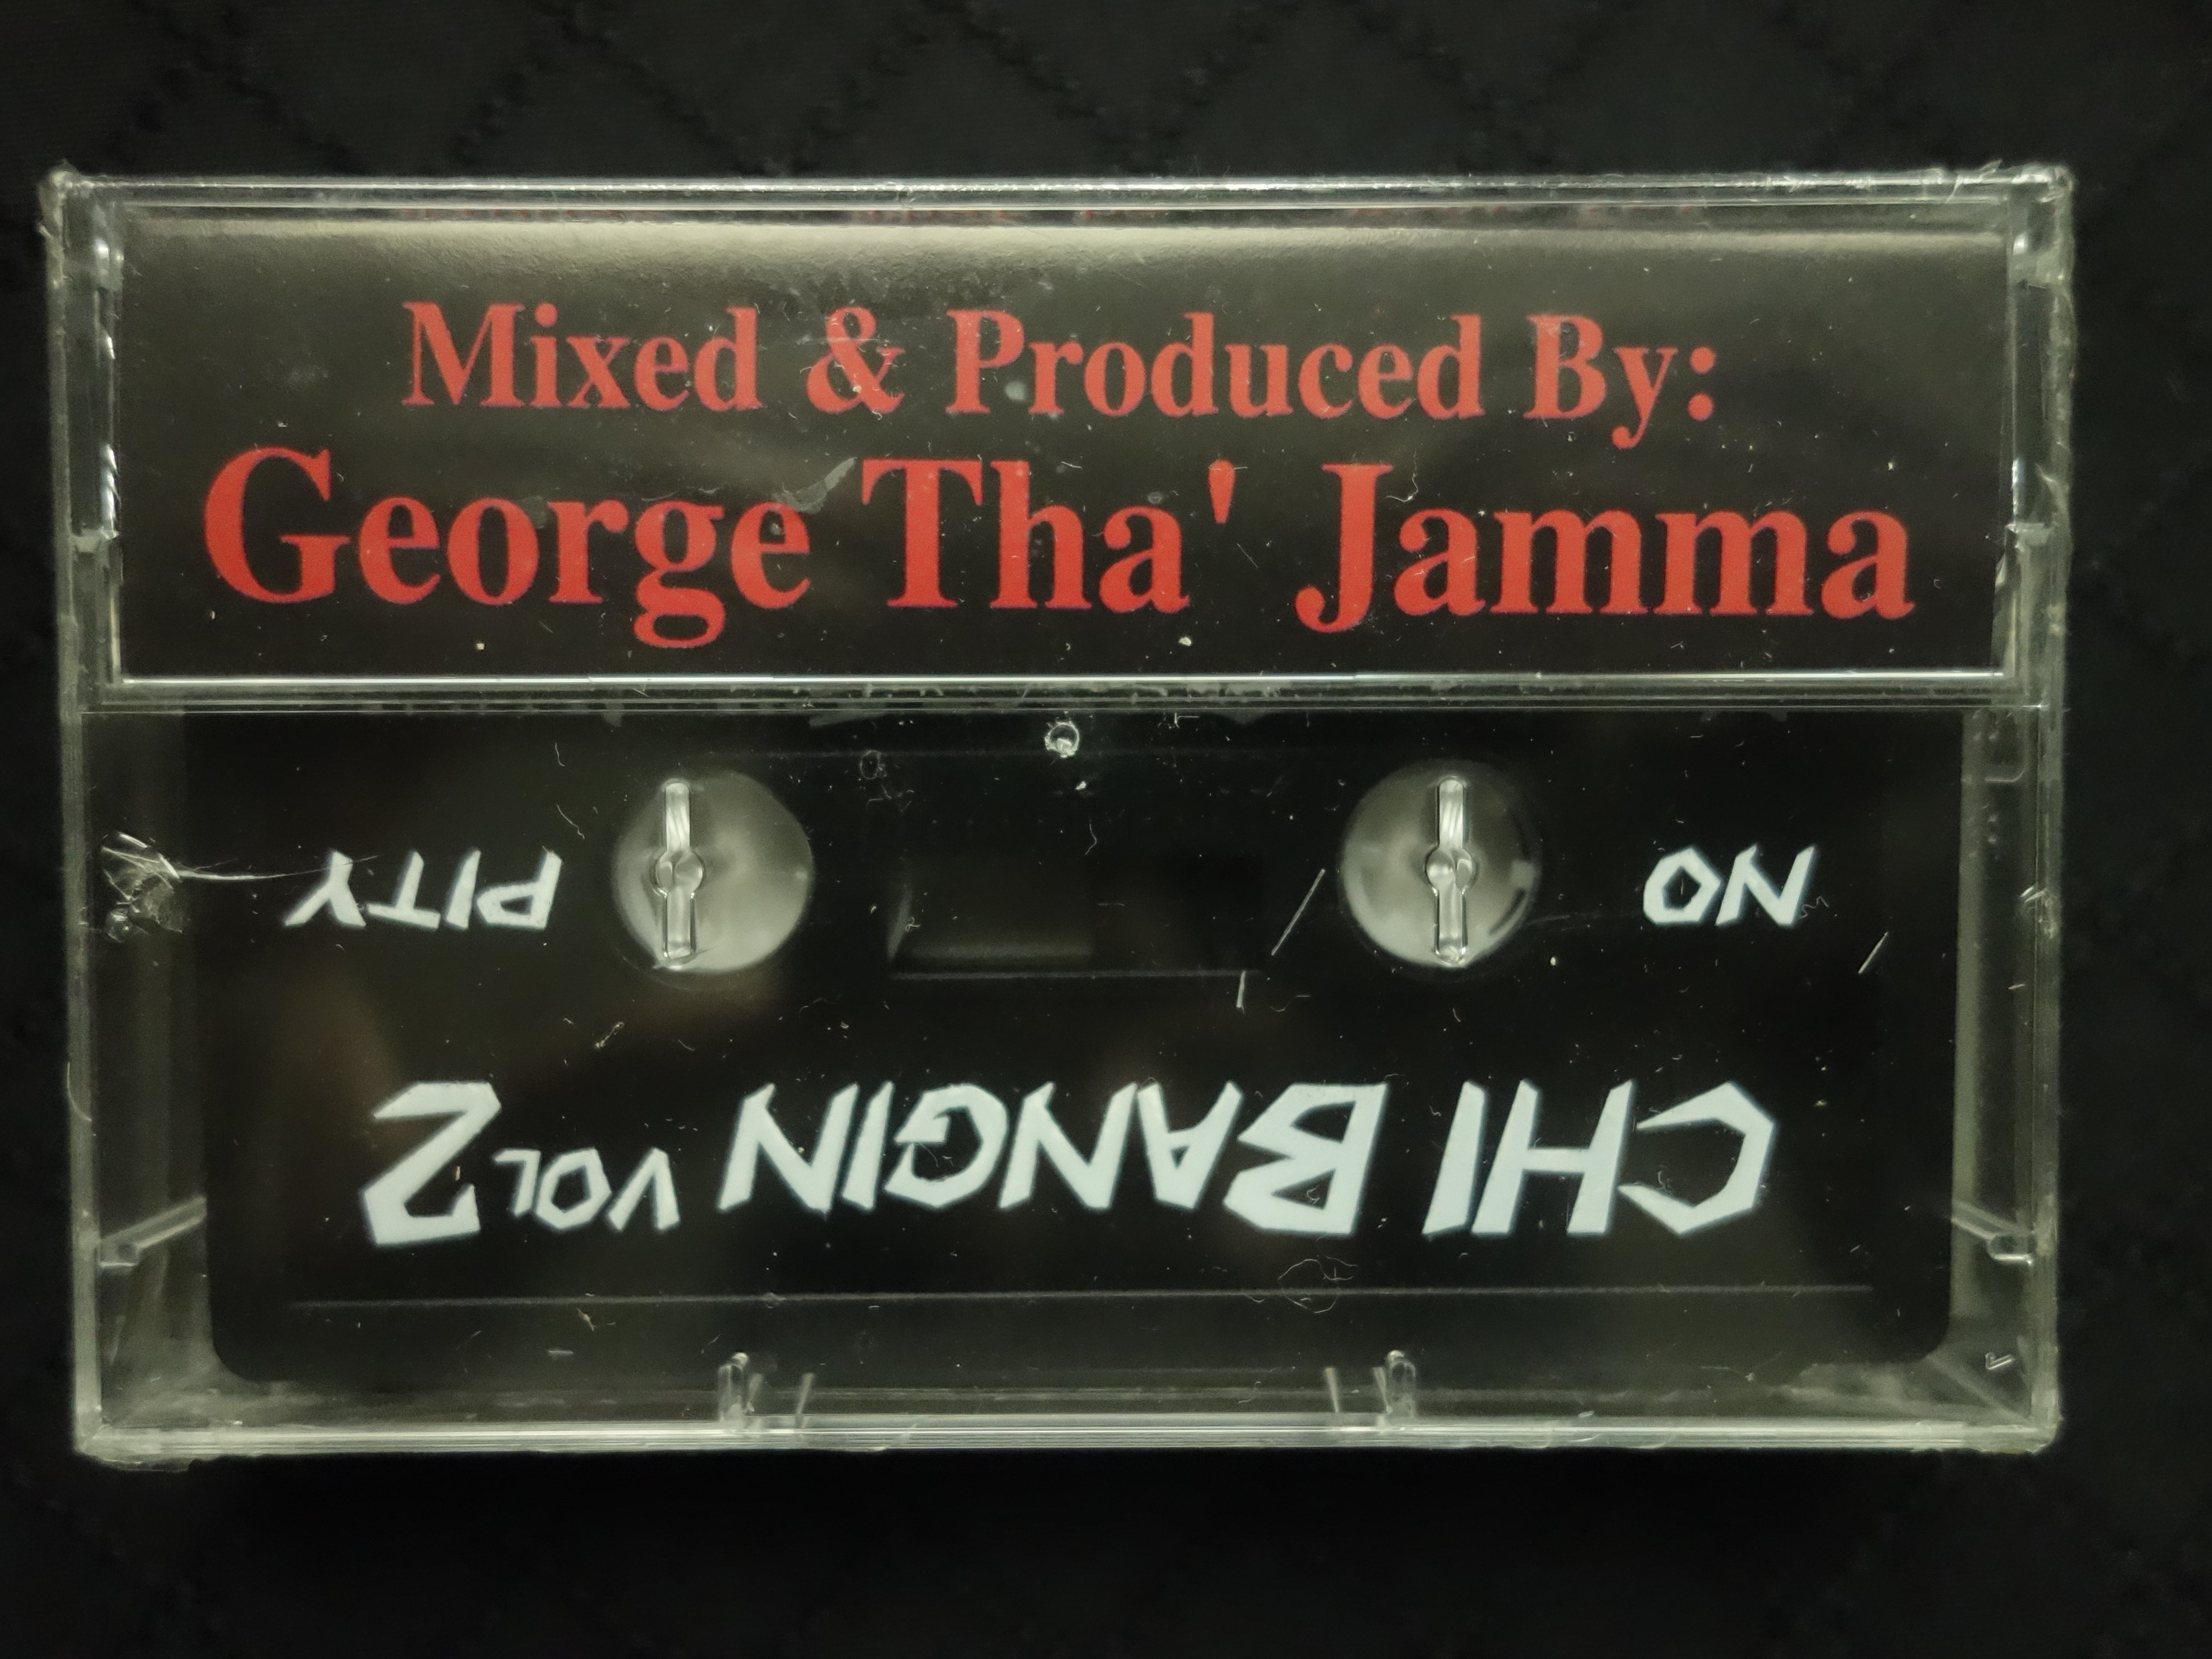 Mixed & Produced By:
George Tha' Jamma
CHI BANGIN VOL 2
NO PITY